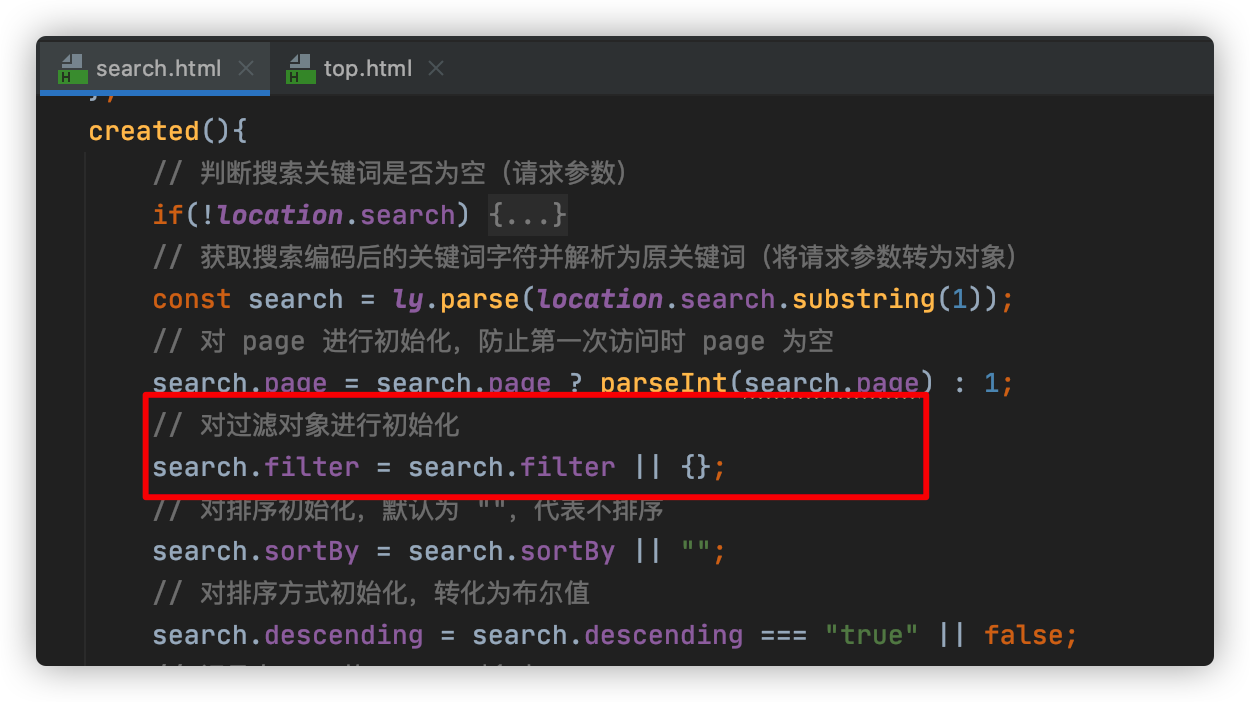 search.html
top.html
created(){
// 判断搜索关键词是否为空（请求参数）
if(!location.search) {...}
// 获取搜索编码后的关键词字符并解析为原关键词（将请求参数转为对象）
const search = ly.parse(location.search.substring(1));
// 对 page 进行初始化，防止第一次访问时 page 为空
search.page = search.page ? parseInt(search.page) : 1;
// 对过滤对象进行初始化
search.filter = search.filter || {};
// 对排序初始化，默认为 ""，代表不排序
search.sortBy = search.sortBy || "";
// 对排序方式初始化，转化为布尔值
search.descending = search.descending === "true" || false;